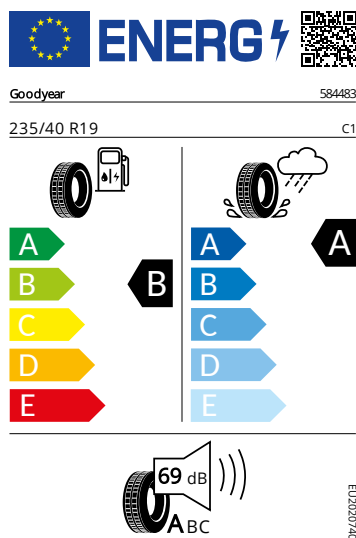 ENERG
Goodyear 584483
235/40 R19 C1
A
B
C
D
E
B
A
B
C
D
E
A
69 dB
ABC
EU2020/740